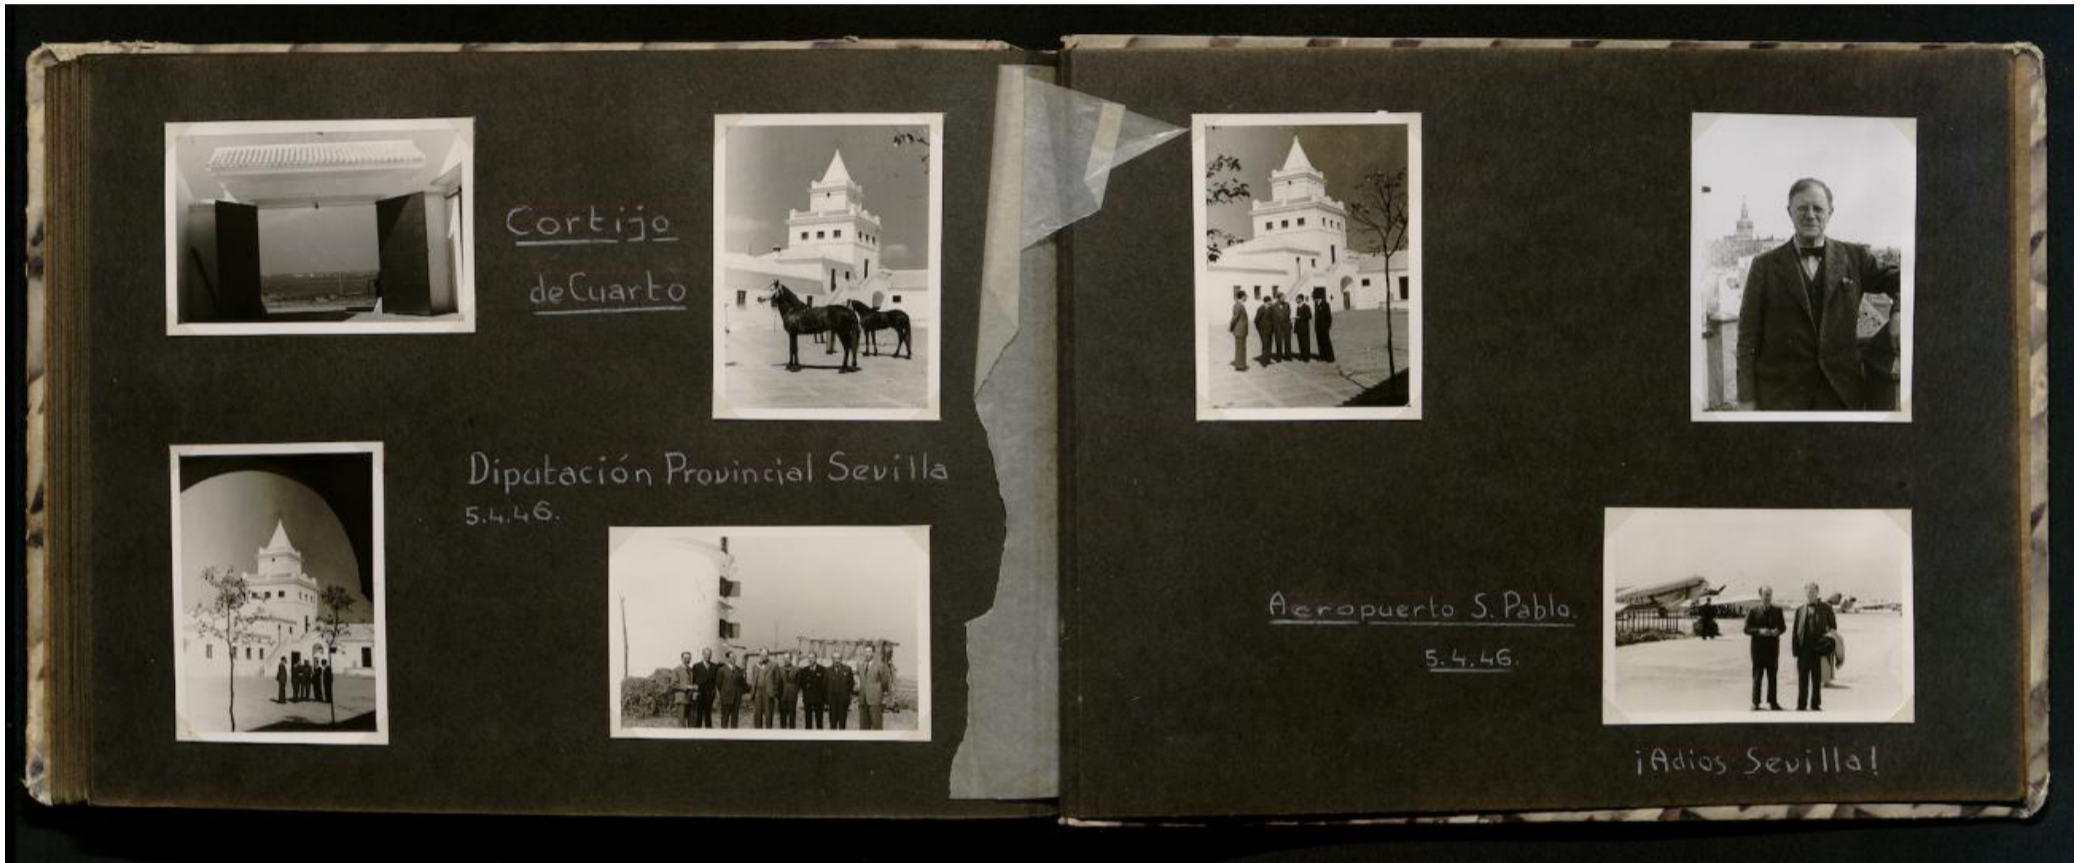 Cortijo
de Cuarto
Diputación Provincial Sevilla
5.4.46.
Aeropuerto S. Pablo.
5.4.46.
¡Adios Sevilla!